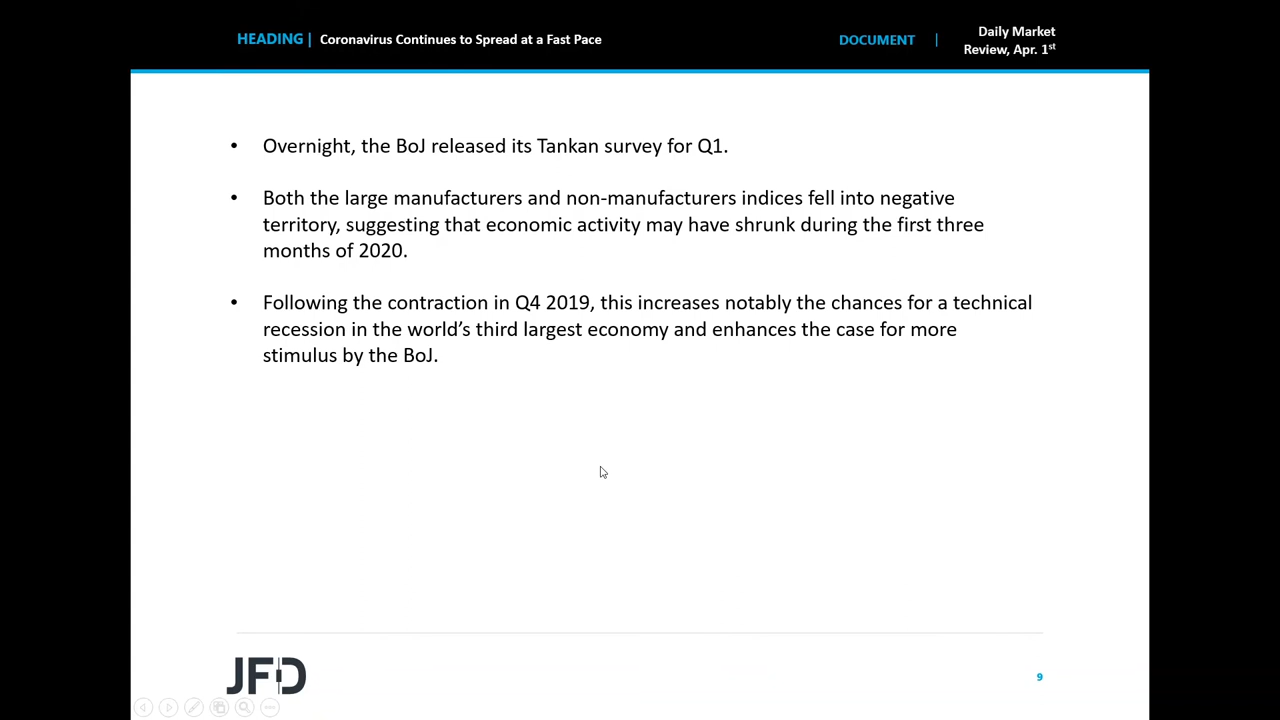 HEADING | Coronavirus Continues to Spread at a Fast Pace
DOCUMENT |
Daily Market
Review, Apr. 1st
• Overnight, the BoJ released its Tankan survey for Q1.
• Both the large manufacturers and non-manufacturers indices fell into negative
territory, suggesting that economic activity may have shrunk during the first three
months of 2020.
• Following the contraction in Q4 2019, this increases notably the chances for a technical
recession in the world’s third largest economy and enhances the case for more
stimulus by the BoJ.
JFD
9